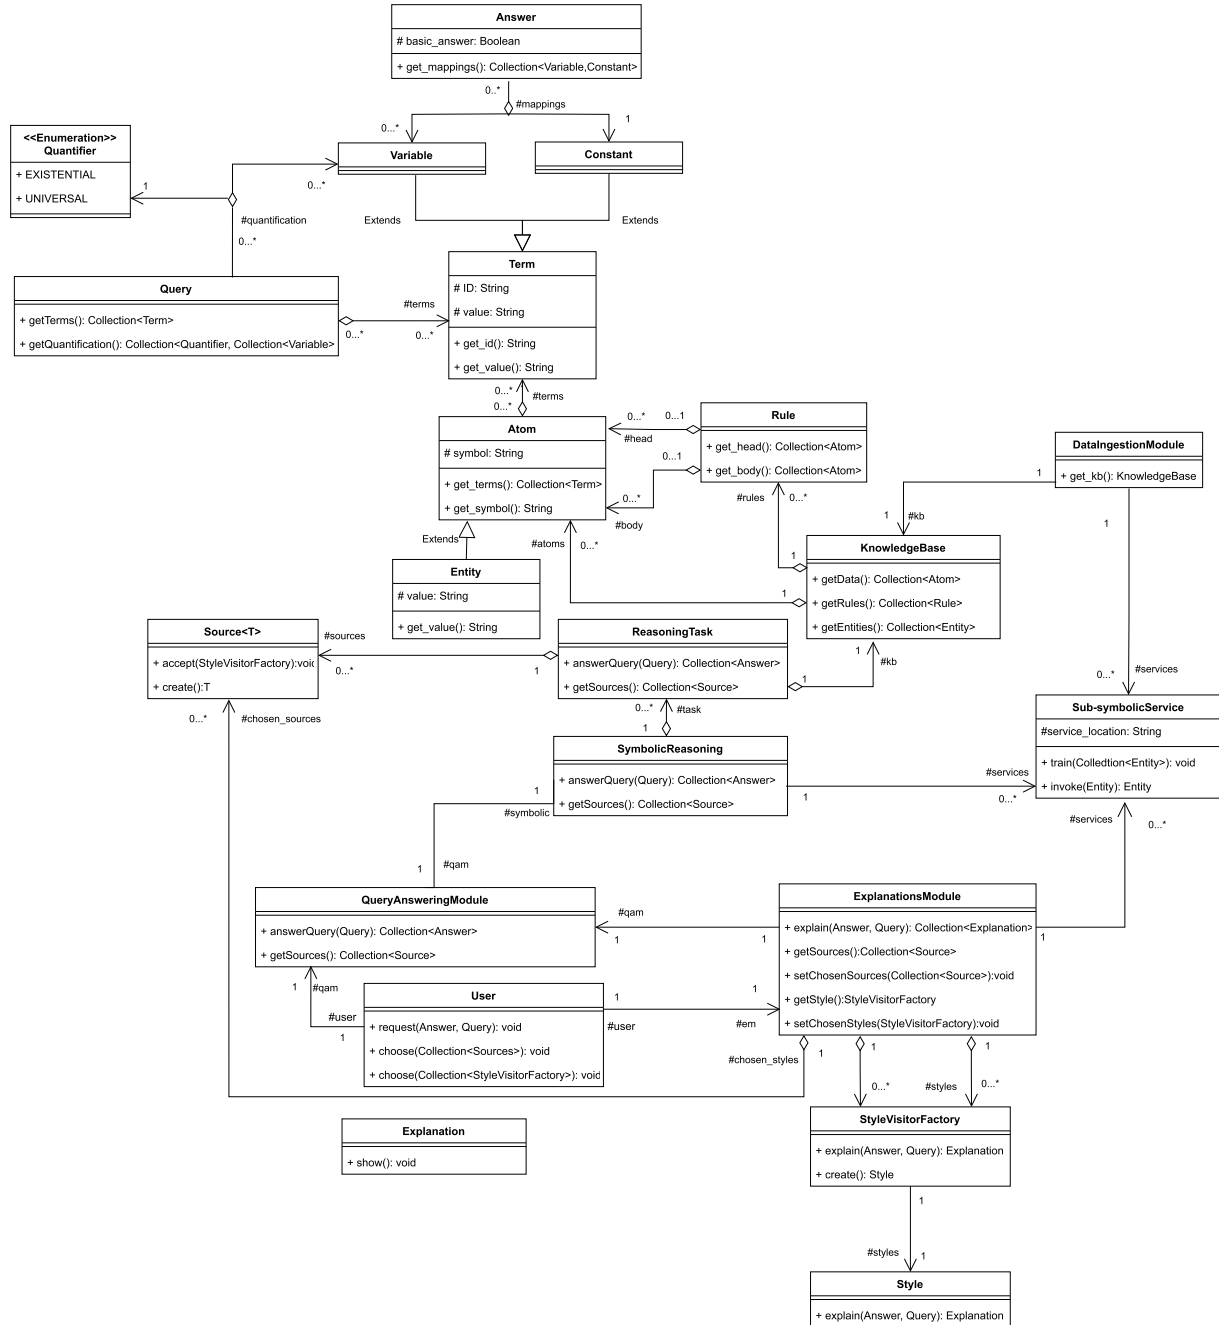 Answer
# basic_answer: Boolean
+ get_mappings(): Collection<Variable,Constant>
0..*
#mappings
0...*
1
<<Enumeration>>
Quantifier
+ EXISTENTIAL
+ UNIVERSAL
Variable
Constant
0...*
1
#quantification
0...*
Extends
Extends
Query
+ getTerms(): Collection<Term>
+ getQuantification(): Collection<Quantifier, Collection<Variable>
#terms
0...*
0...*
Term
# ID: String
# value: String
+ get_id(): String
+ get_value(): String
0...*
#terms
0...*
Atom
# symbol: String
+ get_terms(): Collection<Term>
+ get_symbol(): String
0...*
0...1
#head
0...1
0...*
#body
Rule
+ get_head(): Collection<Atom>
+ get_body(): Collection<Atom>
#rules
0...*
DataIngestionModule
+ get_kb(): KnowledgeBase
1
1
#kb
1
Extends
#atoms
0...*
1
1
KnowledgeBase
+ getData(): Collection<Atom>
+ getRules(): Collection<Rule>
+ getEntities(): Collection<Entity>
Entity
# value: String
+ get_value(): String
Source<T>
+ accept(StyleVisitorFactory):voic
+ create():T
#sources
0...*
1
ReasoningTask
+ answerQuery(Query): Collection<Answer>
+ getSources(): Collection<Source>
1
#kb
1
#services
0...*
0...*
#chosen_sources
0...*
#task
1
Sub-symbolicService
#service_location: String
+ train(Colledtion<Entity>): void
+ invoke(Entity): Entity
SymbolicReasoning
+ answerQuery(Query): Collection<Answer>
+ getSources(): Collection<Source>
#services
1
0...*
1
#symbolic
#services
0...*
1
#qam
QueryAnsweringModule
+ answerQuery(Query): Collection<Answer>
+ getSources(): Collection<Source>
#qam
1
1
ExplanationsModule
+ explain(Answer, Query): Collection<Explanation>
+ getSources():Collection<Source>
+ setChosenSources(Collection<Source>):void
+ getStyle():StyleVisitorFactory
+ setChosenStyles(StyleVisitorFactory):void
1
1
#qam
#user
1
User
+ request(Answer, Query): void
+ choose(Collection<Sources>): void
+ choose(Collection<StyleVisitorFactory>): void
1
#user
1
#em
#chosen_styles
1
1
1
0...*
#styles
0...*
Explanation
+ show(): void
StyleVisitorFactory
+ explain(Answer, Query): Explanation
+ create(): Style
1
#styles
1
Style
+ explain(Answer, Query): Explanation